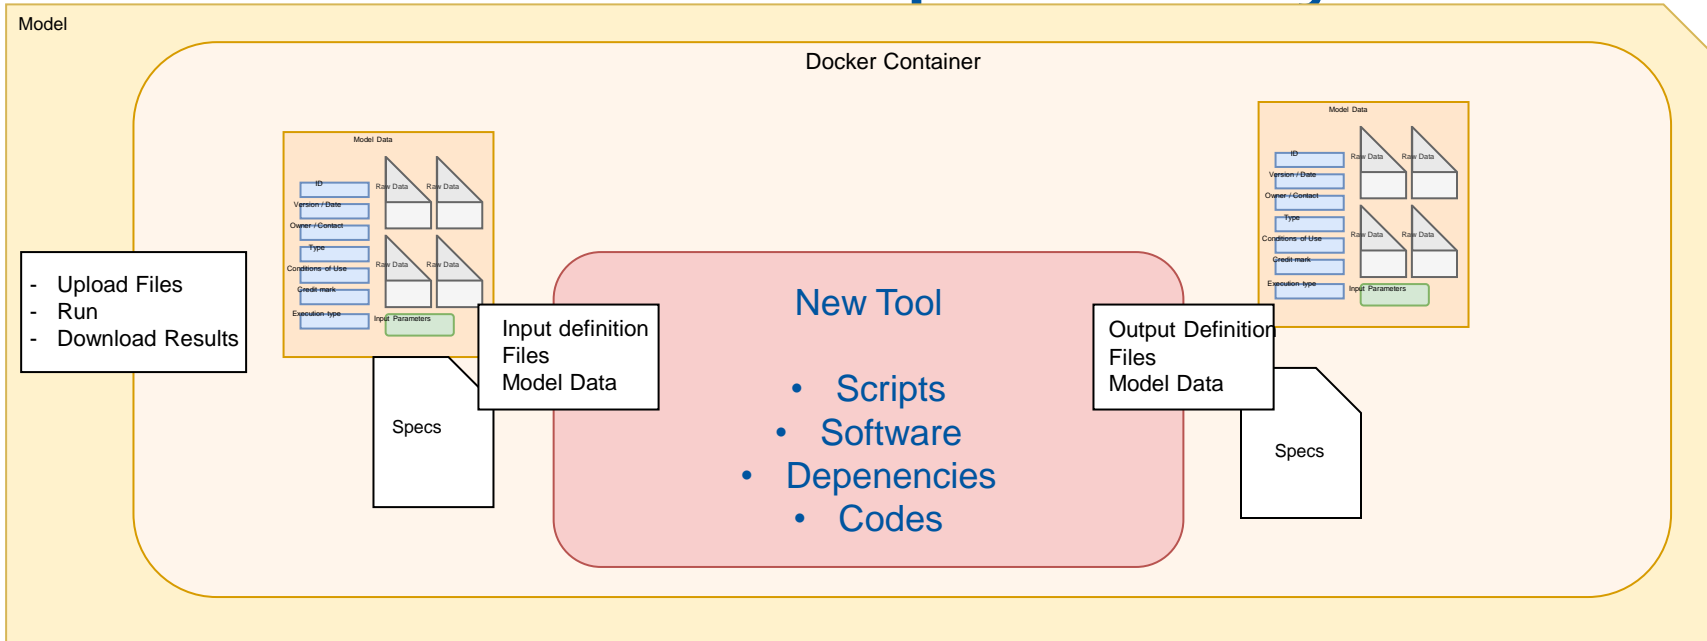 Model
Docker Container
Model Data
ID
Version / Date
Owner / Contact
Type
Conditions of Use
Credit mark
Execution type
Raw Data
Raw Data
Raw Data
Raw Data
Input Parameters
Model Data
ID
Version / Date
Owner / Contact
Type
Conditions of Use
Credit mark
Execution type
Raw Data
Raw Data
Raw Data
Raw Data
Input Parameters
- Upload Files
- Run
- Download Results
Input definition
Files
Model Data
Specs
New Tool
• Scripts
• Software
• Depenencies
• Codes
Output Definition
Files
Model Data
Specs